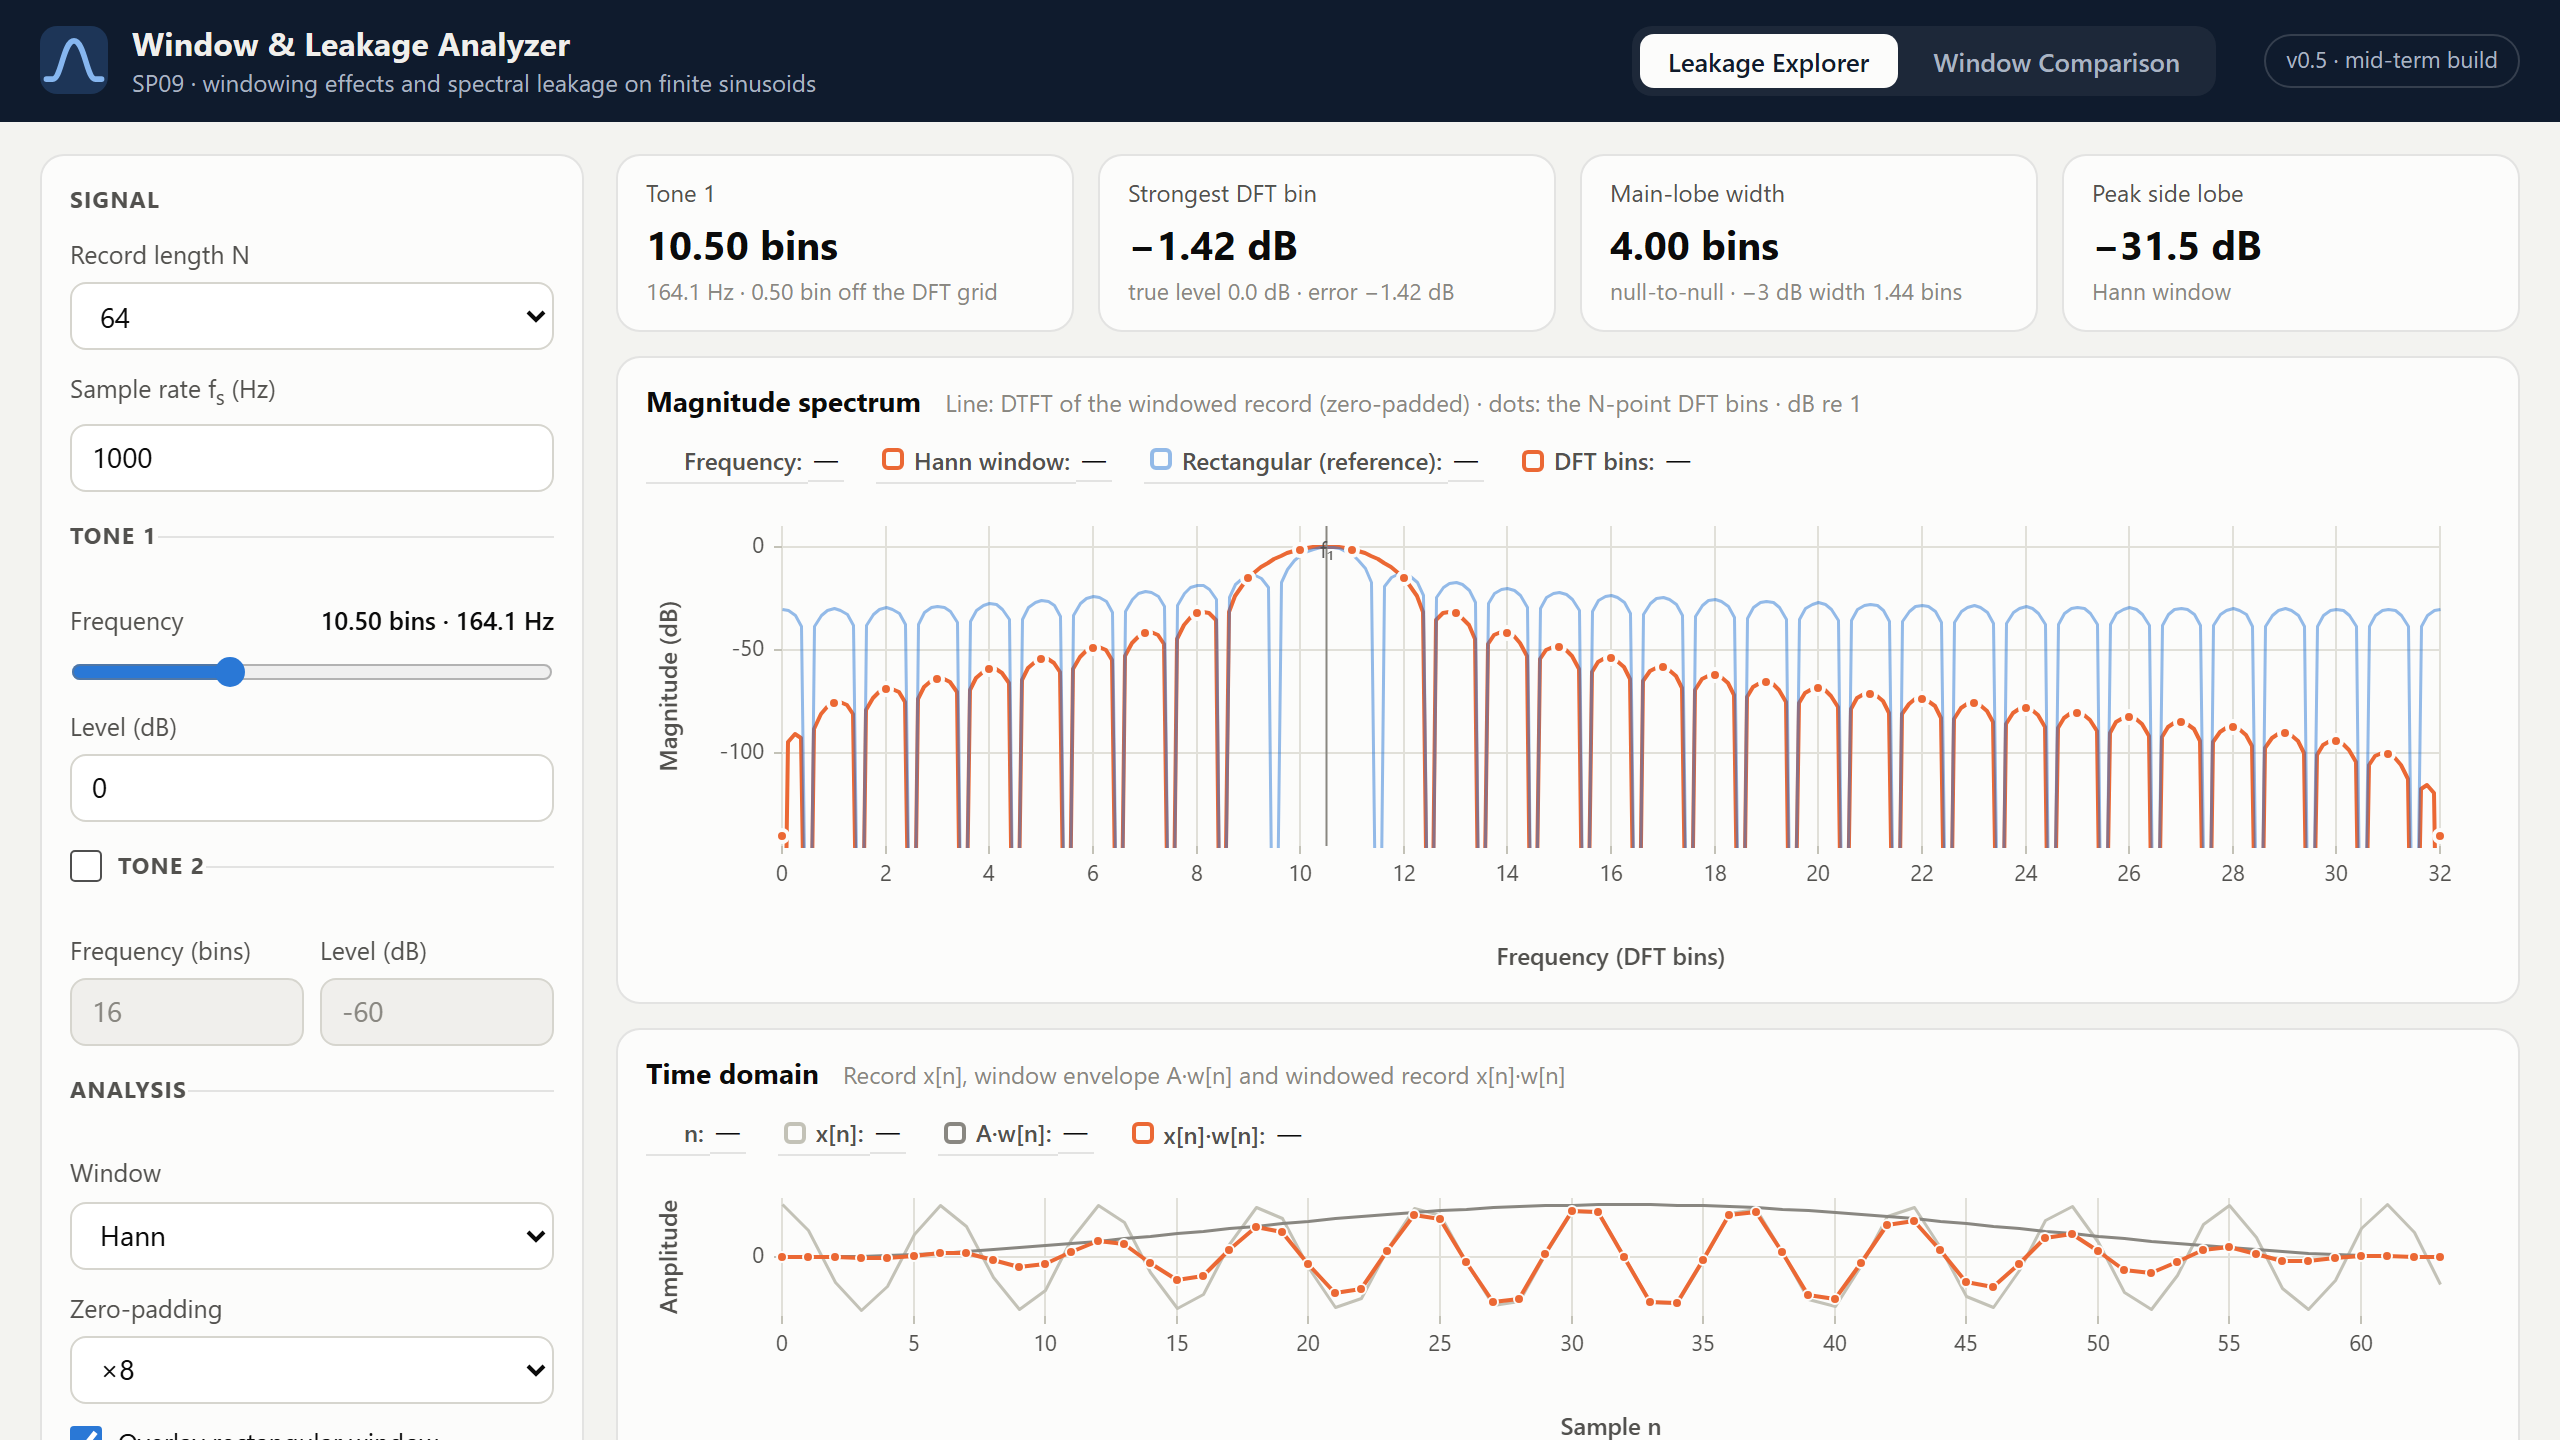 Window & Leakage Analyzer
SP09 · windowing effects and spectral leakage on finite sinusoids
Leakage Explorer
Window Comparison
v0.5 · mid-term build
SIGNAL
Record length N
64
Sample rate fs (Hz)
1000
TONE 1
Frequency 10.50 bins · 164.1 Hz
Level (dB)
0
TONE 2
Frequency (bins) Level (dB)
16 -60
ANALYSIS
Window
Hann
Zero-padding
×8
Overlay rectangular window
Tone 1
10.50 bins
164.1 Hz · 0.50 bin off the DFT grid
Strongest DFT bin
−1.42 dB
true level 0.0 dB · error −1.42 dB
Main-lobe width
4.00 bins
null-to-null · −3 dB width 1.44 bins
Peak side lobe
−31.5 dB
Hann window
Magnitude spectrum Line: DTFT of the windowed record (zero-padded) · dots: the N-point DFT bins · dB re 1
Frequency: — Hann window: — Rectangular (reference): — DFT bins: —
Magnitude (dB)
0
-50
-100
f1
0 2 4 6 8 10 12 14 16 18 20 22 24 26 28 30 32
Frequency (DFT bins)
Time domain Record x[n], window envelope A·w[n] and windowed record x[n]·w[n]
n: — x[n]: — A·w[n]: — x[n]·w[n]: —
Amplitude
0
0 5 10 15 20 25 30 35 40 45 50 55 60
Sample n